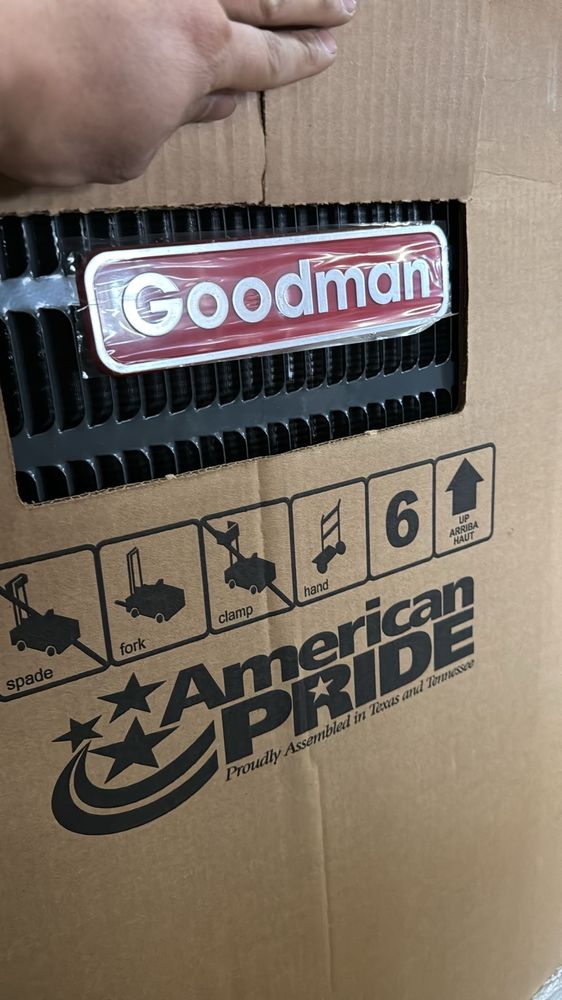 Goodman
spade
fork
clamp
hand
6
UP
ARRIBA
HAUT
American
PRIDE
Proudly Assembled in Texas and Tennessee